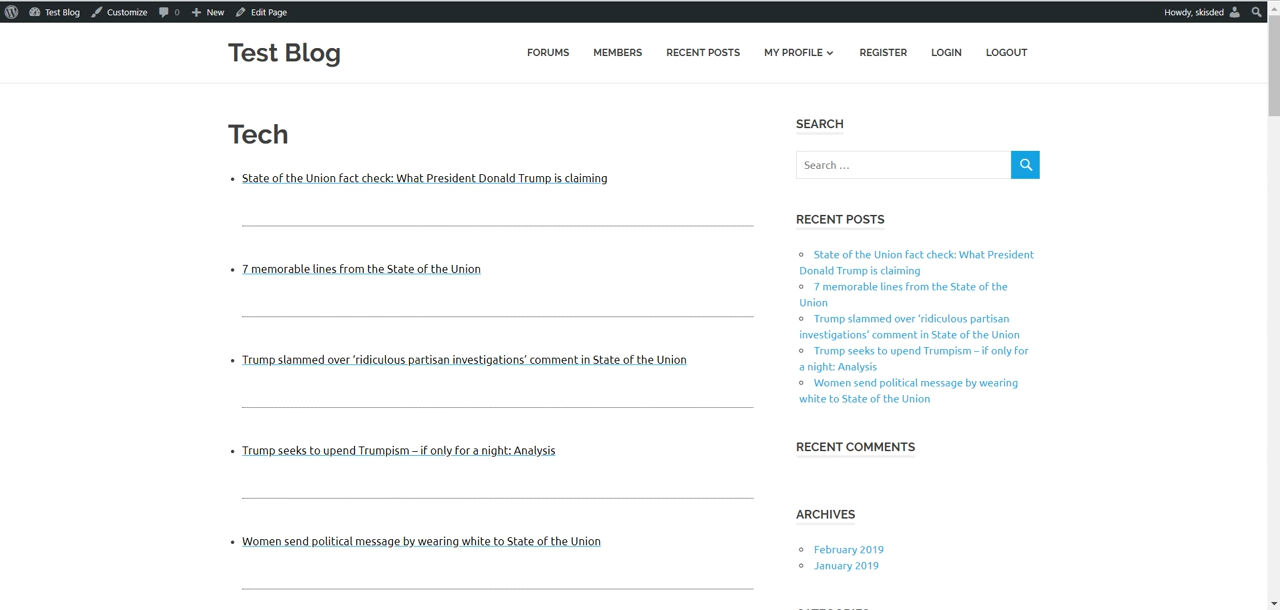 Test Blog
Customize
0
New
Edit Page
Howdy, skisded
Test Blog
FORUMS
MEMBERS
RECENT POSTS
MY PROFILE
REGISTER
LOGIN
LOGOUT
Tech
State of the Union fact check: What President Donald Trump is claiming
7 memorable lines from the State of the Union
Trump slammed over ‘ridiculous partisan investigations’ comment in State of the Union
Trump seeks to upend Trumpism – if only for a night: Analysis
Women send political message by wearing white to State of the Union
SEARCH
Search …
RECENT POSTS
State of the Union fact check: What President
Donald Trump is claiming
7 memorable lines from the State of the
Union
Trump slammed over ‘ridiculous partisan
investigations’ comment in State of the Union
Trump seeks to upend Trumpism – if only for
a night: Analysis
Women send political message by wearing
white to State of the Union
RECENT COMMENTS
ARCHIVES
February 2019
January 2019